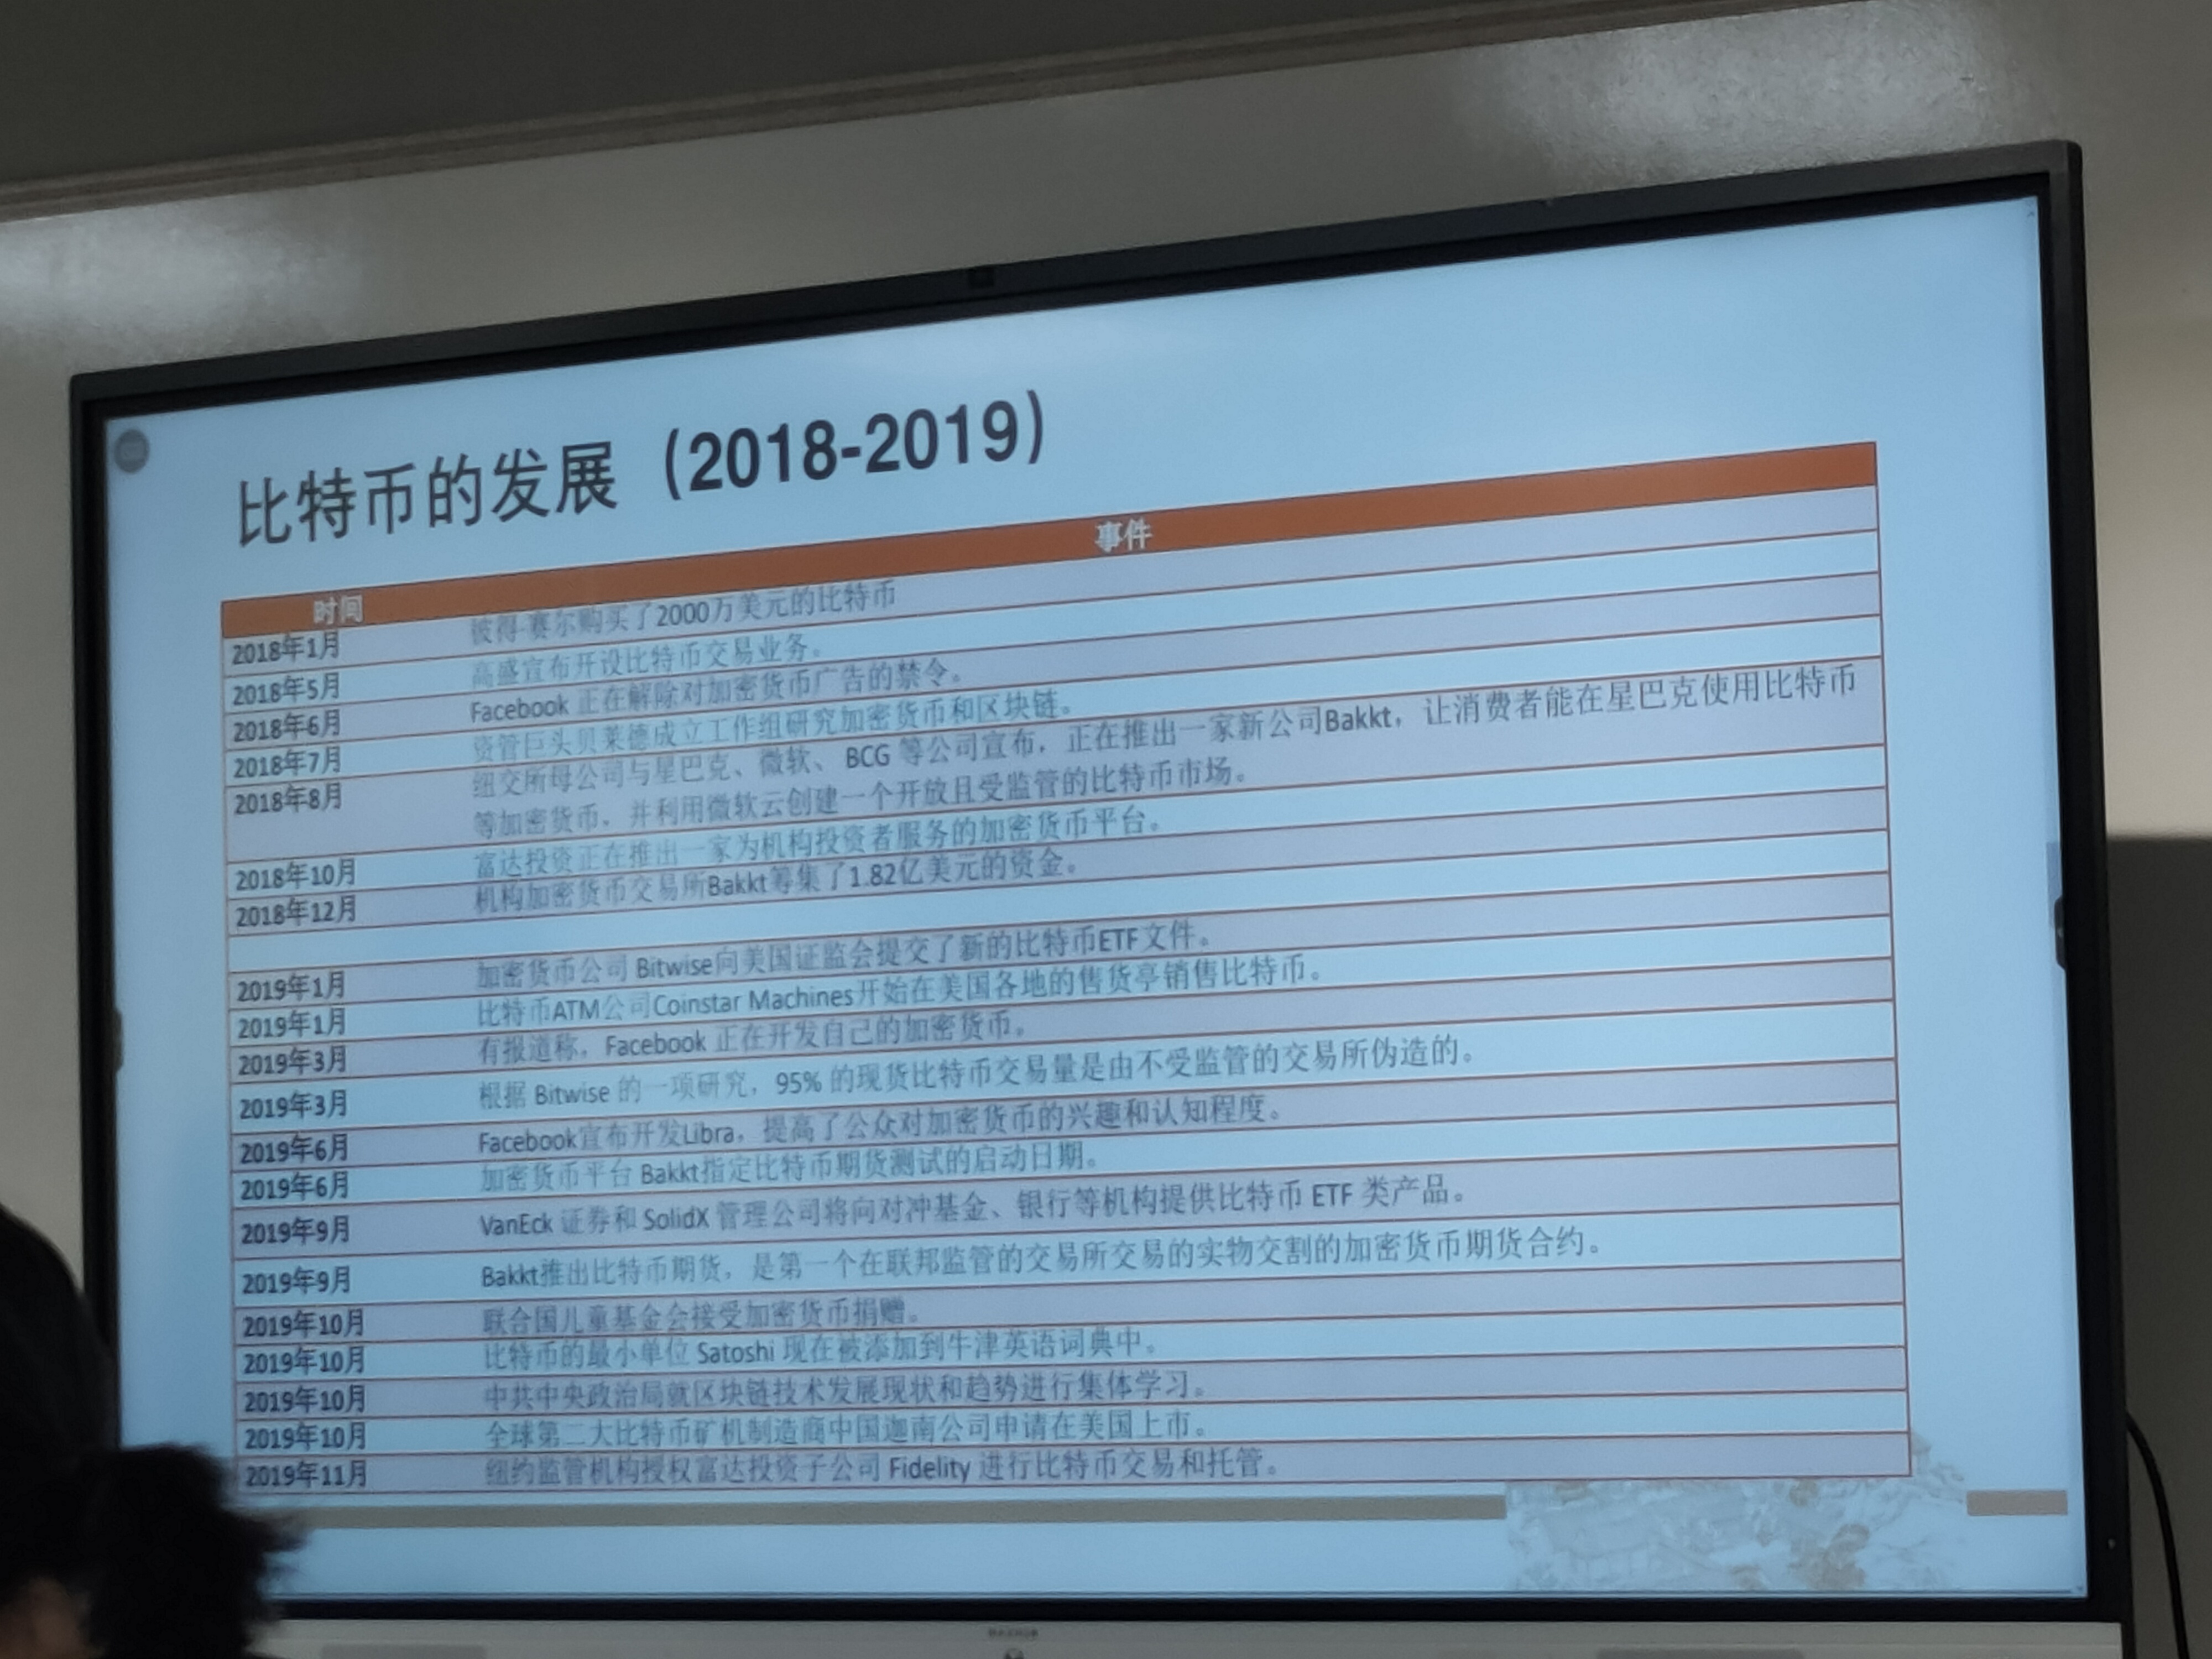 比特币的发展（2018-2019）
时间 事件
2018年1月 彼得·赛尔购买了2000万美元的比特币
2018年5月 高盛宣布开设比特币交易业务。
2018年6月 Facebook 正在解除对加密货币广告的禁令。
2018年7月 资管巨头贝莱德成立工作组研究加密货币和区块链。
2018年8月 纽交所母公司与星巴克、微软、BCG 等公司宣布，正在推出一家新公司Bakkt，让消费者能在星巴克使用比特币
等加密货币，并利用微软云创建一个开放且受监管的比特币市场。
2018年10月 富达投资正在推出一家为机构投资者服务的加密货币平台。
2018年12月 机构加密货币交易所Bakkt筹集了1.82亿美元的资金。
2019年1月 加密货币公司 Bitwise向美国证监会提交了新的比特币ETF文件。
2019年1月 比特币ATM公司Coinstar Machines开始在美国各地的售货亭销售比特币。
2019年3月 有报道称，Facebook 正在开发自己的加密货币。
2019年3月 根据 Bitwise 的一项研究，95% 的现货比特币交易量是由不受监管的交易所伪造的。
2019年6月 Facebook宣布开发Libra，提高了公众对加密货币的兴趣和认知程度。
2019年6月 加密货币平台 Bakkt指定比特币期货测试的启动日期。
2019年9月 VanEck 证券和 SolidX 管理公司将向对冲基金、银行等机构提供比特币 ETF 类产品。
2019年9月 Bakkt推出比特币期货，是第一个在联邦监管的交易所交易的实物交割的加密货币期货合约。
2019年10月 联合国儿童基金会接受加密货币捐赠。
2019年10月 比特币的最小单位 Satoshi 现在被添加到牛津英语词典中。
2019年10月 中共中央政治局就区块链技术发展现状和趋势进行集体学习。
2019年10月 全球第二大比特币矿机制造商中国迦南公司申请在美国上市。
2019年11月 纽约监管机构授权富达投资子公司 Fidelity 进行比特币交易和托管。